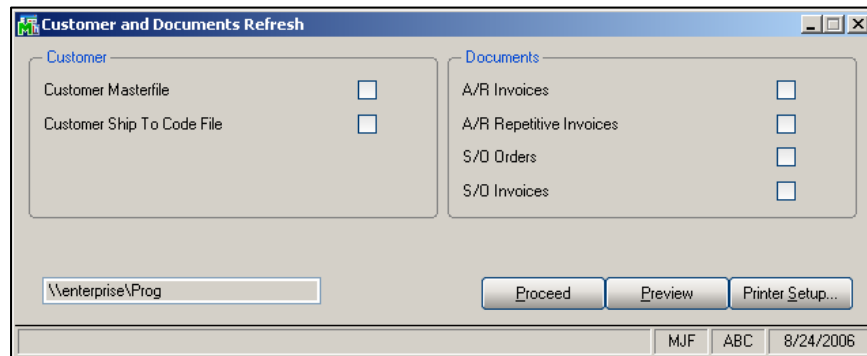 Customer and Documents Refresh
Customer
Customer Masterfile
Customer Ship To Code File
Documents
A/R Invoices
A/R Repetitive Invoices
S/O Orders
S/O Invoices
\\enterprise\Prog
Proceed
Preview
Printer Setup...
MJF
ABC
8/24/2006